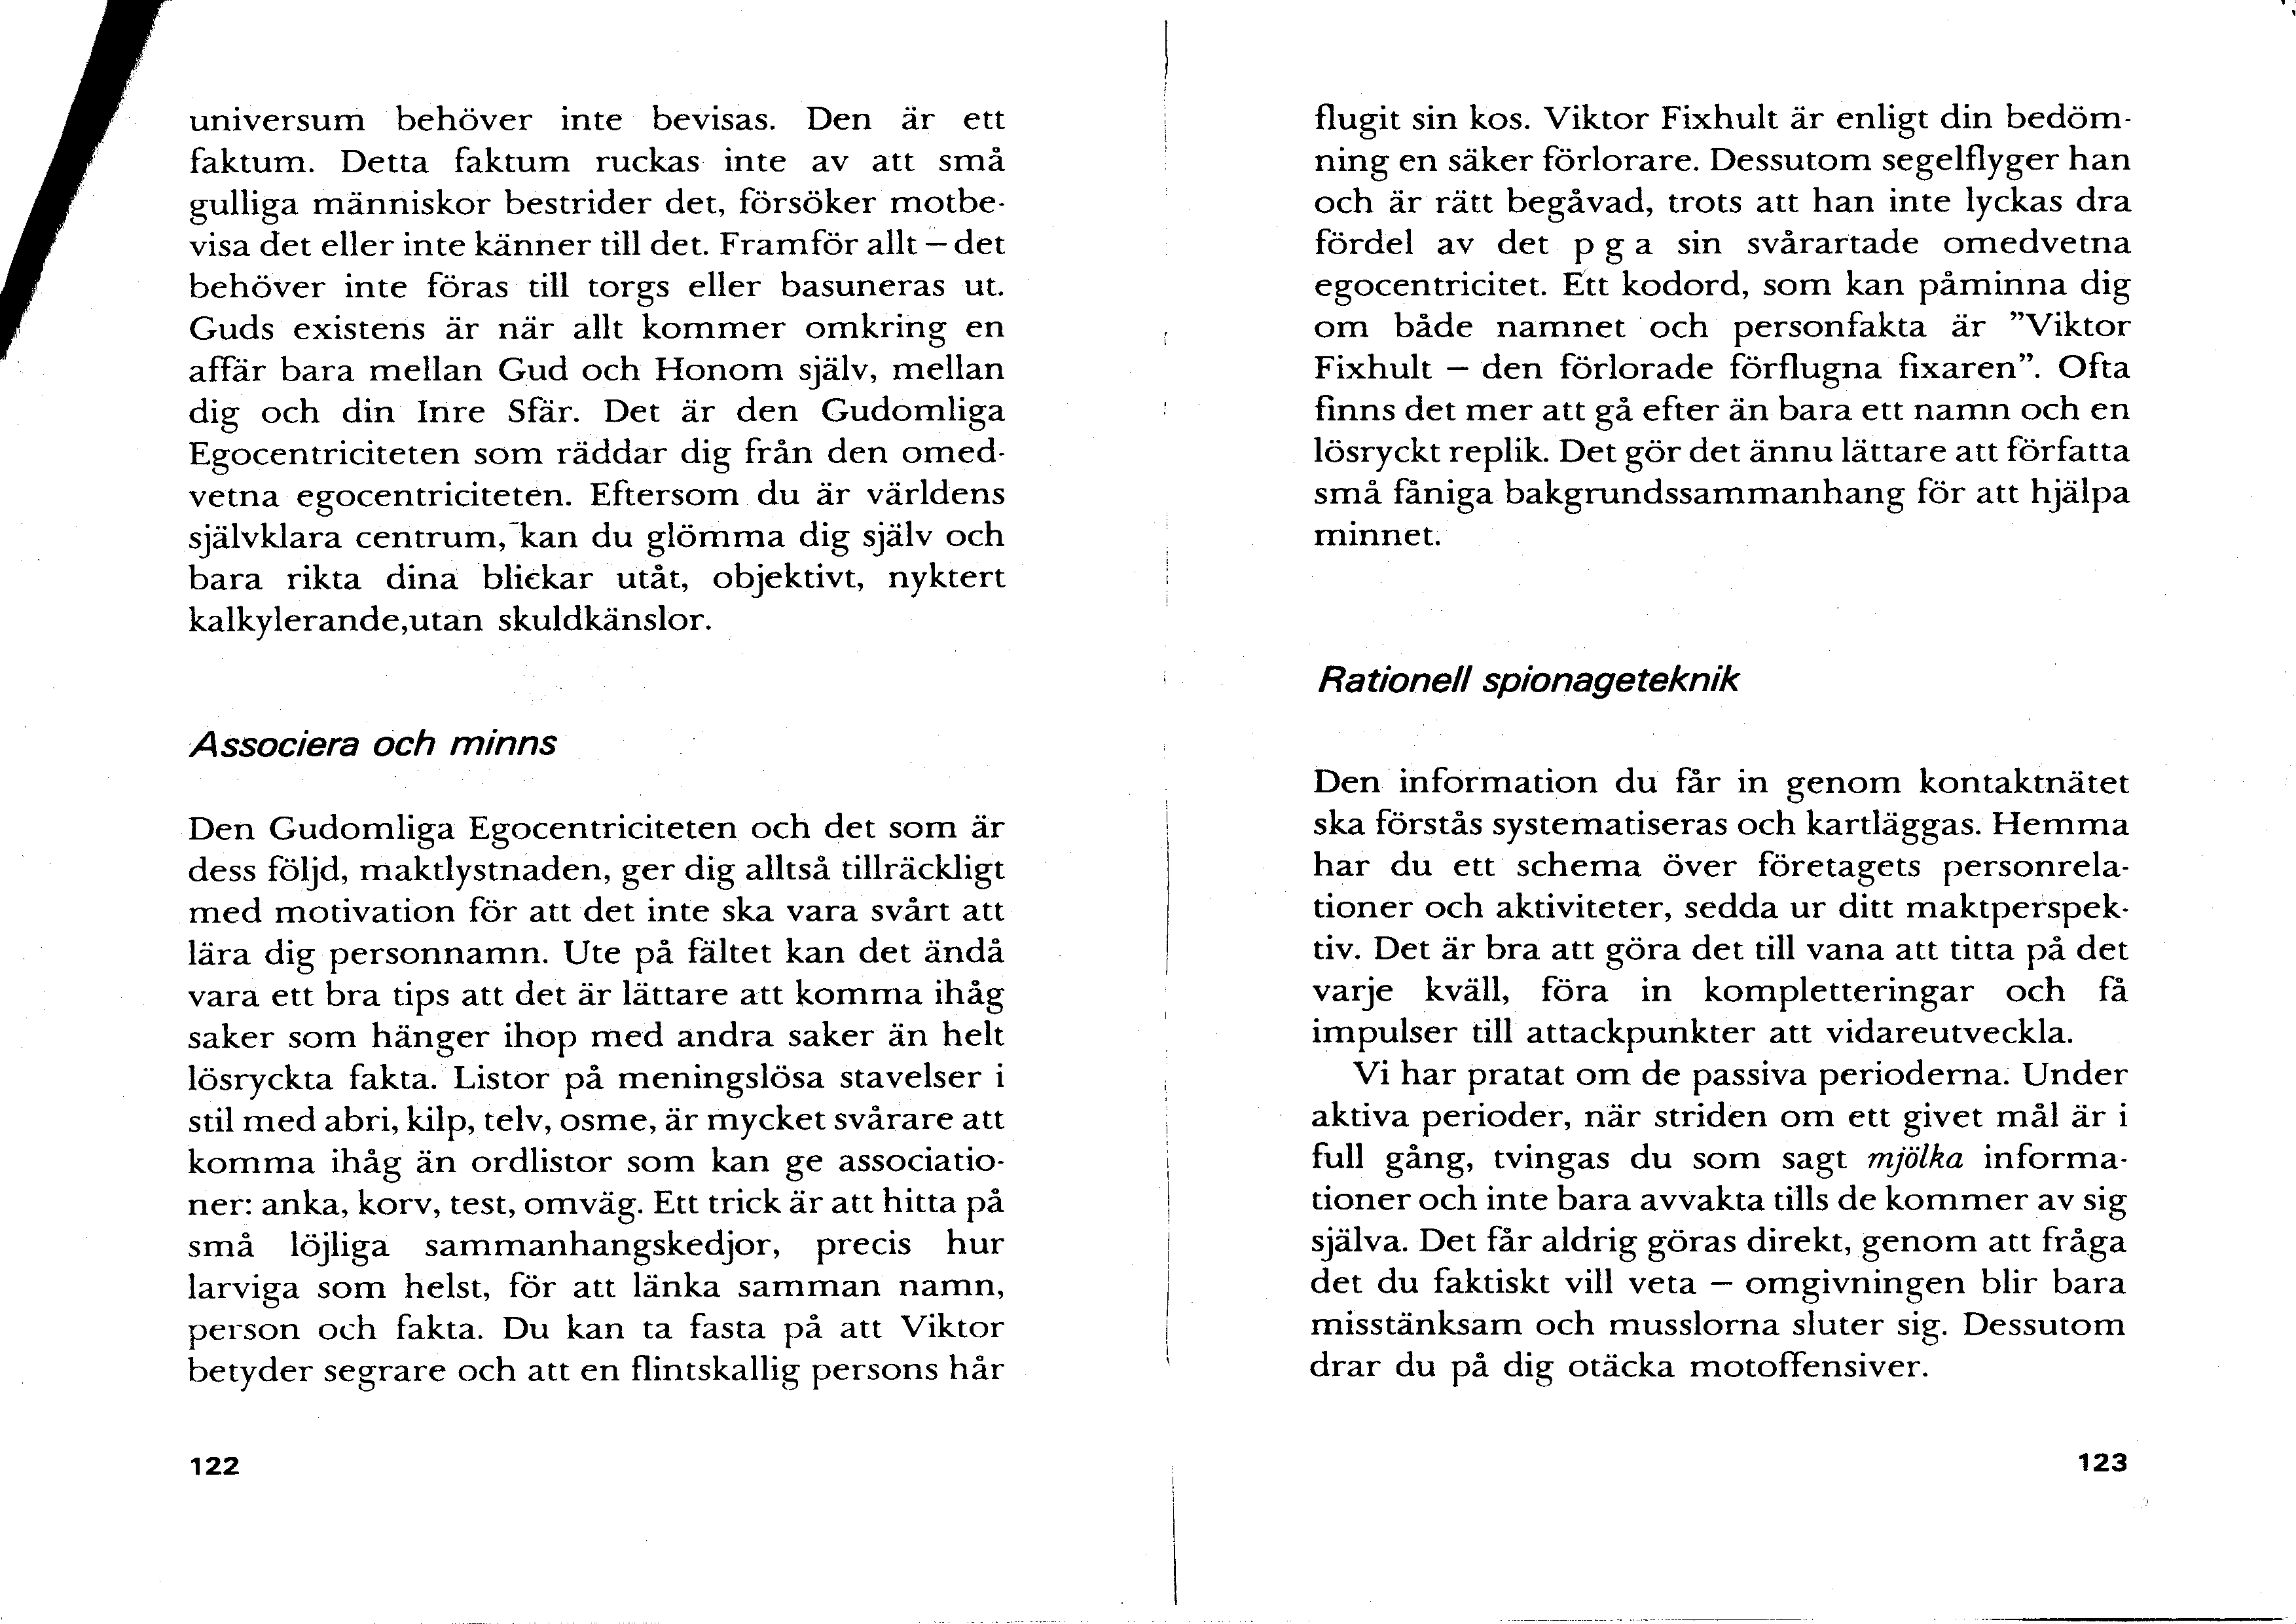 universum behöver inte bevisas. Den är ett
faktum. Detta faktum ruckas inte av att små
gulliga människor bestrider det, försöker motbe-
visa det eller inte känner till det. Framför allt – det
behöver inte föras till torgs eller basuneras ut.
Guds existens är när allt kommer omkring en
affär bara mellan Gud och Honom själv, mellan
dig och din Inre Sfär. Det är den Gudomliga
Egocentriciteten som räddar dig från den omed-
vetna egocentriciteten. Eftersom du är världens
självklara centrum, kan du glömma dig själv och
bara rikta dina blickar utåt, objektivt, nyktert
kalkylerande,utan skuldkänslor.
Associera och minns
Den Gudomliga Egocentriciteten och det som är
dess följd, maktlystnaden, ger dig alltså tillräckligt
med motivation för att det inte ska vara svårt att
lära dig personnamn. Ute på fältet kan det ändå
vara ett bra tips att det är lättare att komma ihåg
saker som hänger ihop med andra saker än helt
lösryckta fakta. Listor på meningslösa stavelser i
stil med abri, kilp, telv, osme, är mycket svårare att
komma ihåg än ordlistor som kan ge associatio-
ner: anka, korv, test, omväg. Ett trick är att hitta på
små löjliga sammanhangskedjor, precis hur
larviga som helst, för att länka samman namn,
person och fakta. Du kan ta fasta på att Viktor
betyder segrare och att en flintskallig persons hår
122
flugit sin kos. Viktor Fixhult är enligt din bedöm-
ning en säker förlorare. Dessutom segelflyger han
och är rätt begåvad, trots att han inte lyckas dra
fördel av det p g a sin svårartade omedvetna
egocentricitet. Ett kodord, som kan påminna dig
om både namnet och personfakta är ”Viktor
Fixhult – den förlorade förflugna fixaren”. Ofta
finns det mer att gå efter än bara ett namn och en
lösryckt replik. Det gör det ännu lättare att författa
små fåniga bakgrundssammanhang för att hjälpa
minnet.
Rationell spionageteknik
Den information du får in genom kontaktnätet
ska förstås systematiseras och kartläggas. Hemma
har du ett schema över företagets personrela-
tioner och aktiviteter, sedda ur ditt maktperspek-
tiv. Det är bra att göra det till vana att titta på det
varje kväll, föra in kompletteringar och få
impulser till attackpunkter att vidareutveckla.
Vi har pratat om de passiva perioderna. Under
aktiva perioder, när striden om ett givet mål är i
full gång, tvingas du som sagt mjölka informa-
tioner och inte bara avvakta tills de kommer av sig
själva. Det får aldrig göras direkt, genom att fråga
det du faktiskt vill veta – omgivningen blir bara
misstänksam och musslorna sluter sig. Dessutom
drar du på dig otäcka motoffensiver.
123